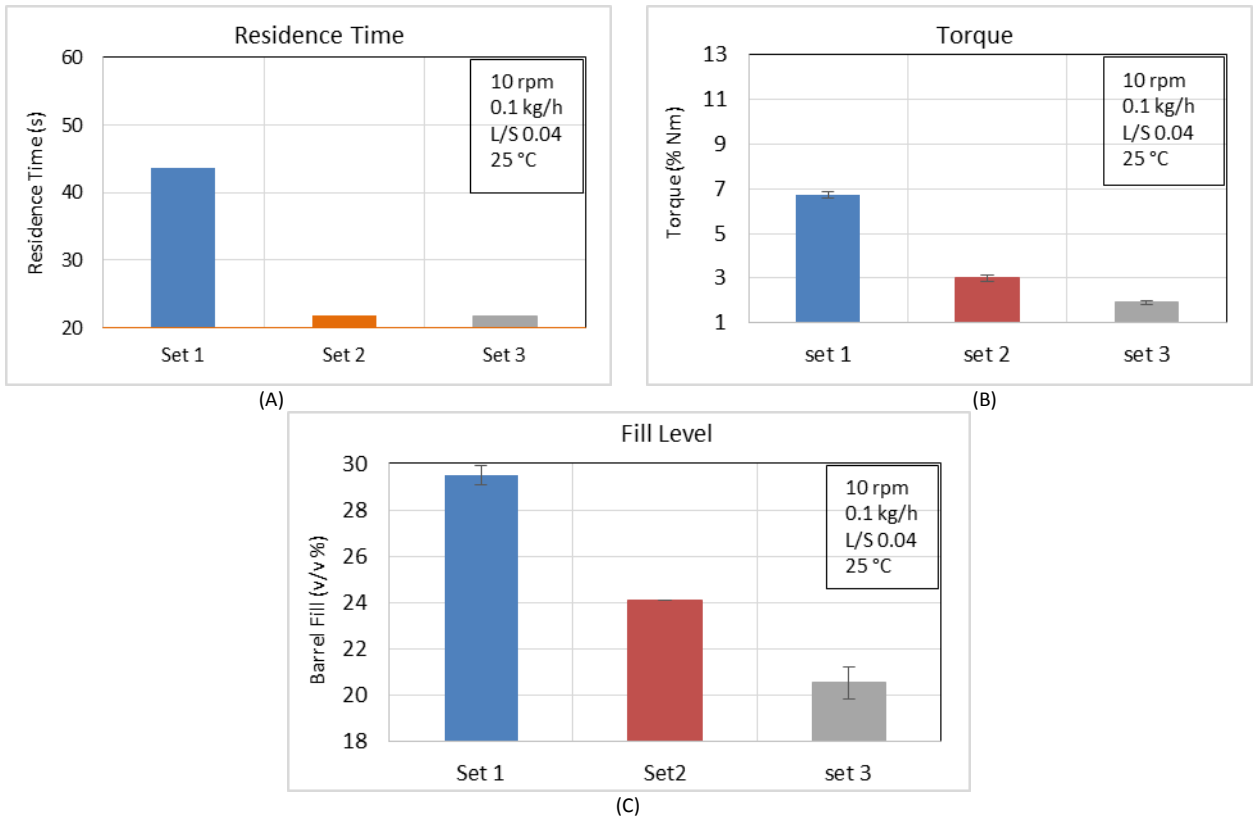 Residence Time
60
50
40
30
20
Residence Time (s)
10 rpm
0.1 kg/h
L/S 0.04
25 °C
Set 1 Set 2 Set 3
(A)
Torque
13
11
9
7
5
3
1
Torque (% Nm)
10 rpm
0.1 kg/h
L/S 0.04
25 °C
set 1 set 2 set 3
(B)
Fill Level
30
28
26
24
22
20
18
Barrel Fill (v/v %)
10 rpm
0.1 kg/h
L/S 0.04
25 °C
Set 1 Set2 set 3
(C)